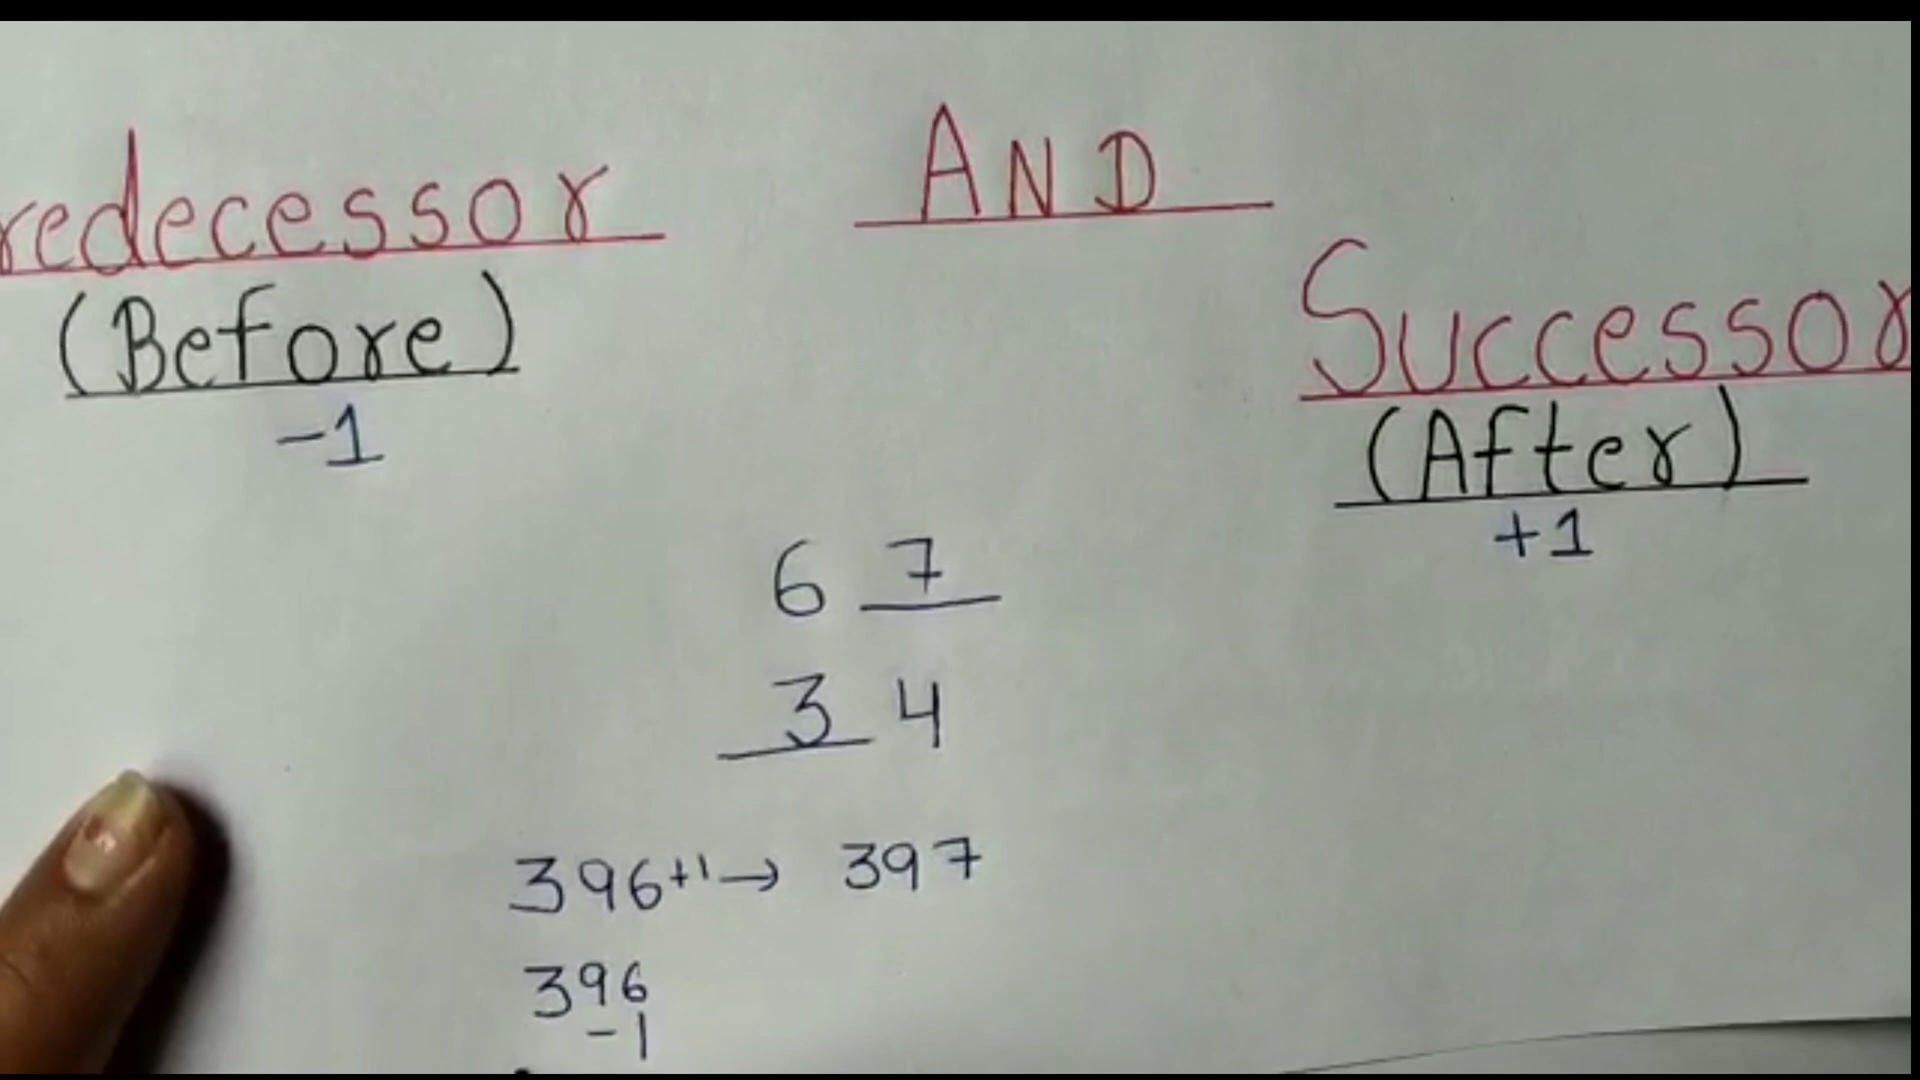 redecessor AND
Successor
(Before)
(After)
-1
+1
6 7
3 4
396+1→ 397
396
-1